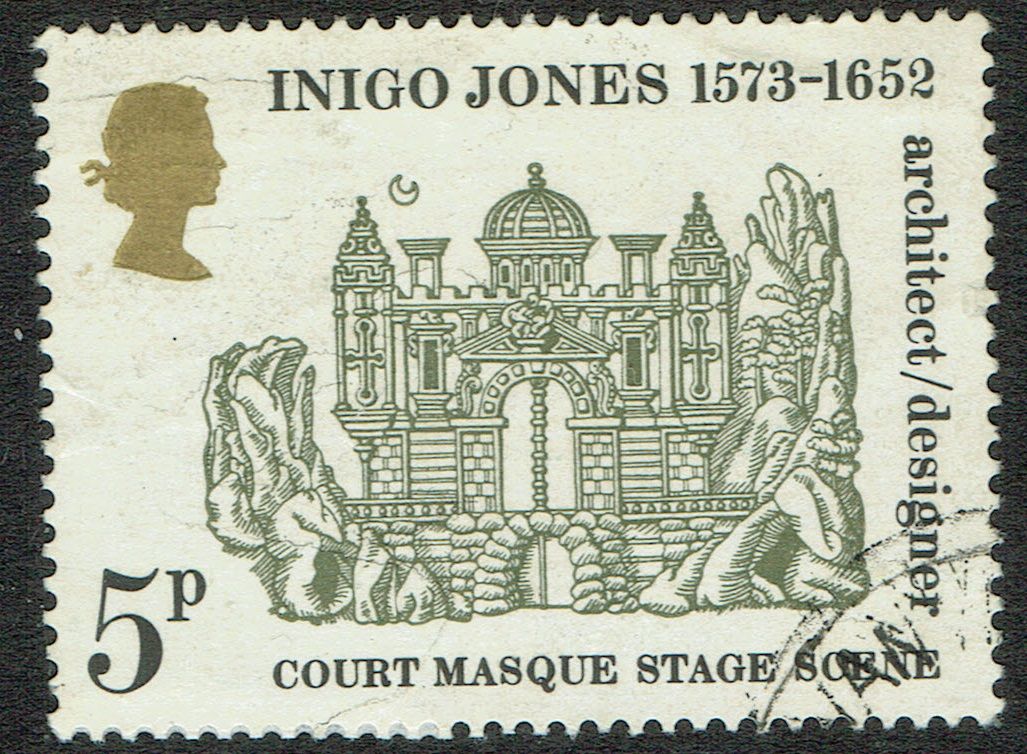 INIGO JONES 1573-1652
architect/designer
5p
COURT MASQUE STAGE SCENE